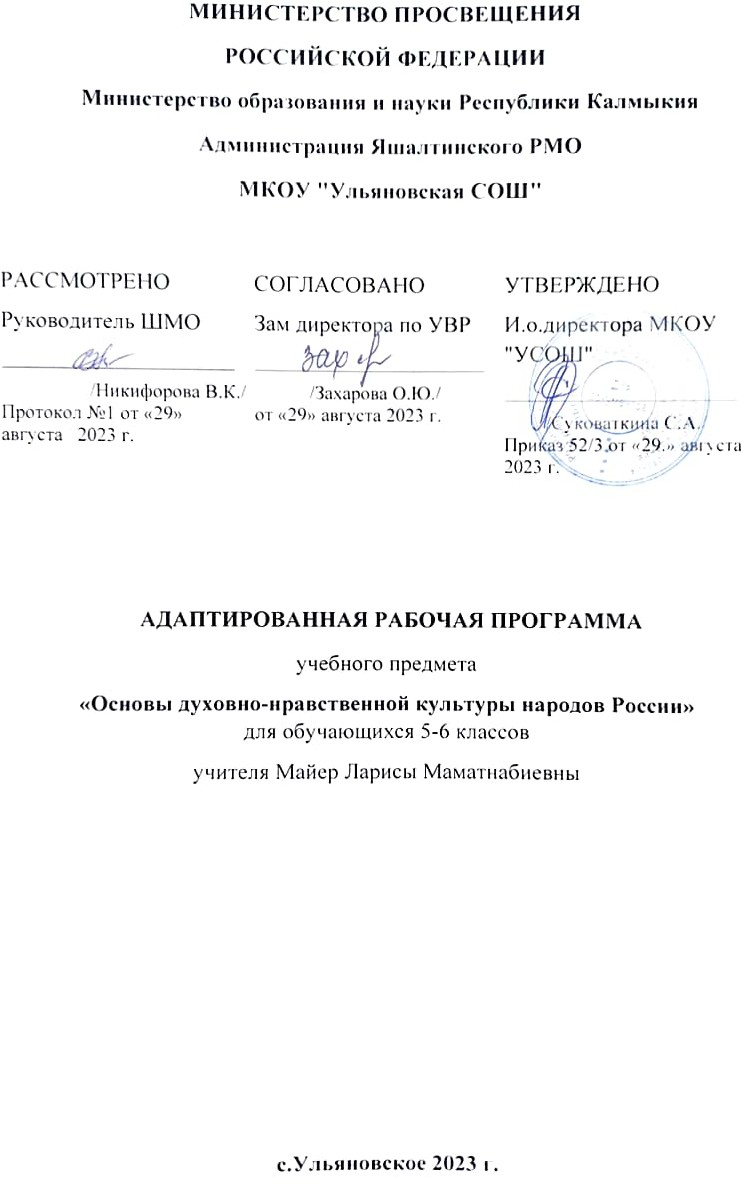 МИНИСТЕРСТВО ПРОСВЕЩЕНИЯ
РОССИЙСКОЙ ФЕДЕРАЦИИ
Министерство образования и науки Республики Калмыкия
Администрация Яшалтинского РМО
МКОУ "Ульяновская СОШ"
РАССМОТРЕНО
Руководитель ШМО
/Никифорова В.К./
Протокол №1 от «29»
августа 2023 г.
СОГЛАСОВАНО
Зам директора по УВР
/Захарова О.Ю./
от «29» августа 2023 г.
УТВЕРЖДЕНО
И.о.директора МКОУ
"УСОШ"
/Суковаткина С.А.
Приказ 52/3 от «29.» августа
2023 г.
АДАПТИРОВАННАЯ РАБОЧАЯ ПРОГРАММА
учебного предмета
«Основы духовно-нравственной культуры народов России»
для обучающихся 5-6 классов
учителя Майер Ларисы Маматнабиевны
с.Ульяновское 2023 г.